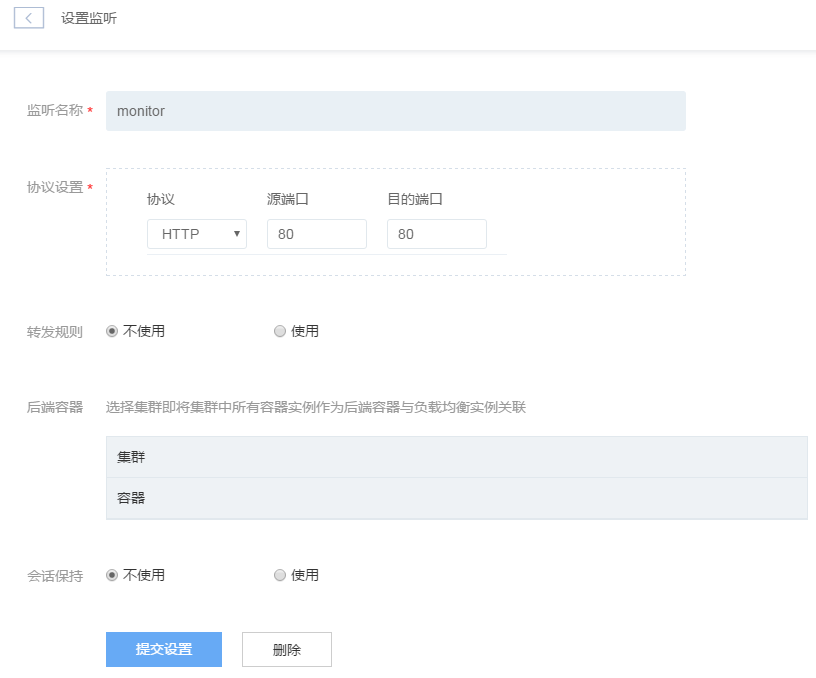 设置监听
监听名称 * monitor
协议设置 *
协议 源端口 目的端口
HTTP 80 80
转发规则 不使用 使用
后端容器 选择集群即将集群中所有容器实例作为后端容器与负载均衡实例关联
集群
容器
会话保持 不使用 使用
提交设置 删除